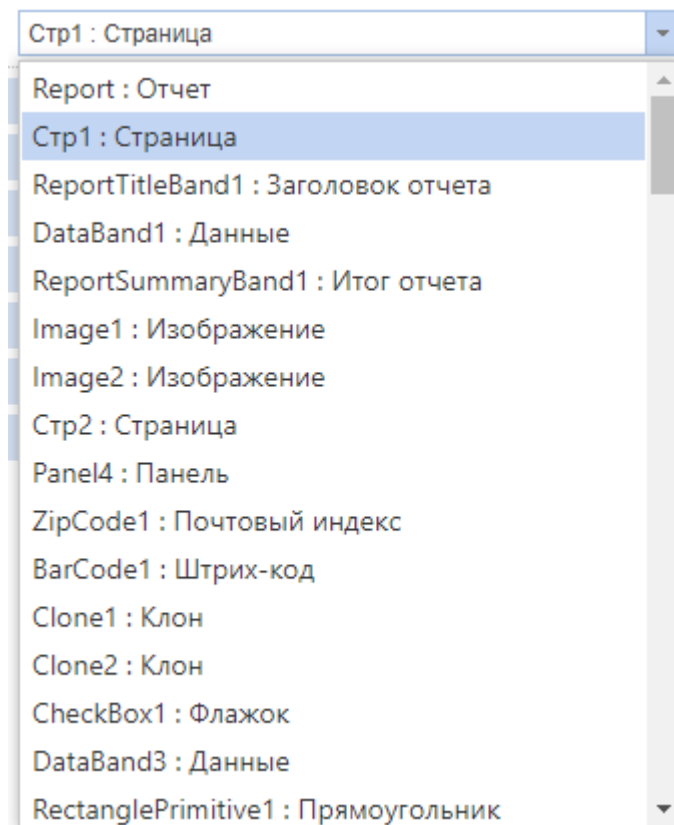 Стр1 : Страница
Report : Отчет
Стр1 : Страница
ReportTitleBand1 : Заголовок отчета
DataBand1 : Данные
ReportSummaryBand1 : Итог отчета
Image1 : Изображение
Image2 : Изображение
Стр2 : Страница
Panel4 : Панель
ZipCode1 : Почтовый индекс
BarCode1 : Штрих-код
Clone1 : Клон
Clone2 : Клон
CheckBox1 : Флажок
DataBand3 : Данные
RectanglePrimitive1 : Прямоугольник